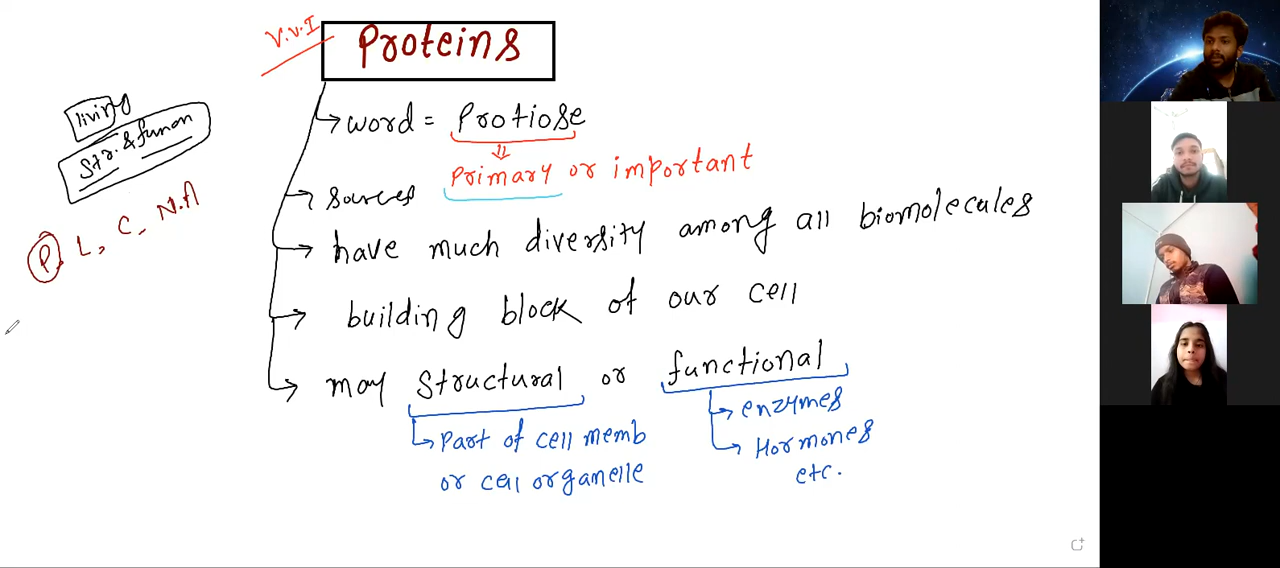 V.V.I
Proteins
living
Str. & funon
P, L, C, N.A
word = Protiose
Primary or important
sources
have much diversity among all biomolecules
building block of our cell
may Structural or functional
Part of cell memb
or cell organelle
enzymes
Hormones
etc.